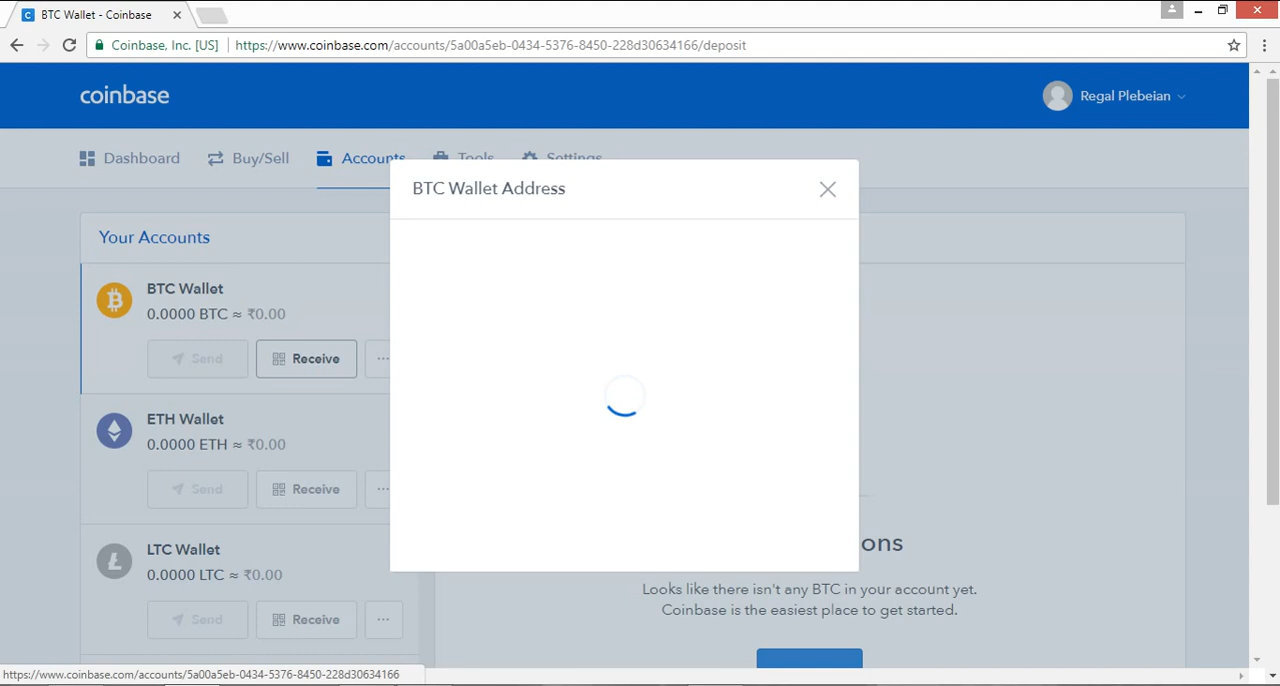 BTC Wallet - Coinbase
Coinbase, Inc. [US] https://www.coinbase.com/accounts/5a00a5eb-0434-5376-8450-228d30634166/deposit
coinbase
Regal Plebeian
Dashboard Buy/Sell Accounts Tools Settings
BTC Wallet Address
Your Accounts
BTC Wallet
0.0000 BTC ≈ ₹0.00
Send Receive ...
ETH Wallet
0.0000 ETH ≈ ₹0.00
Send Receive ...
LTC Wallet
0.0000 LTC ≈ ₹0.00
Send Receive ...
ons
Looks like there isn't any BTC in your account yet.
Coinbase is the easiest place to get started.
https://www.coinbase.com/accounts/5a00a5eb-0434-5376-8450-228d30634166